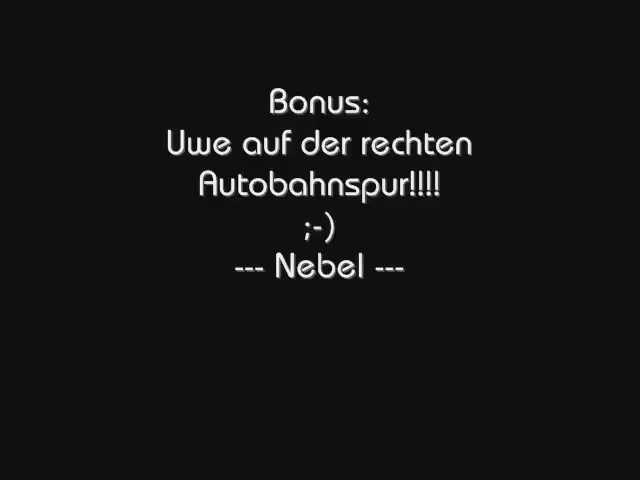 Bonus:
Uwe auf der rechten
Autobahnspur!!!!
;-)
--- Nebel ---